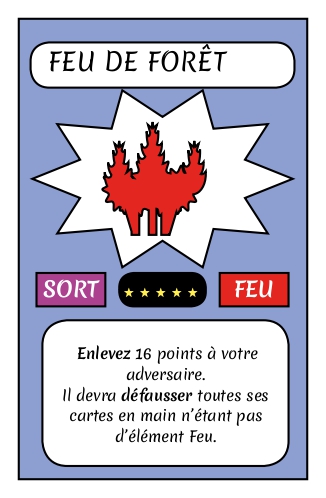 FEU DE FORÊT
SORT
FEU
Enlevez 16 points à votre
adversaire.
Il devra défausser toutes ses
cartes en main n'étant pas
d'élément Feu.